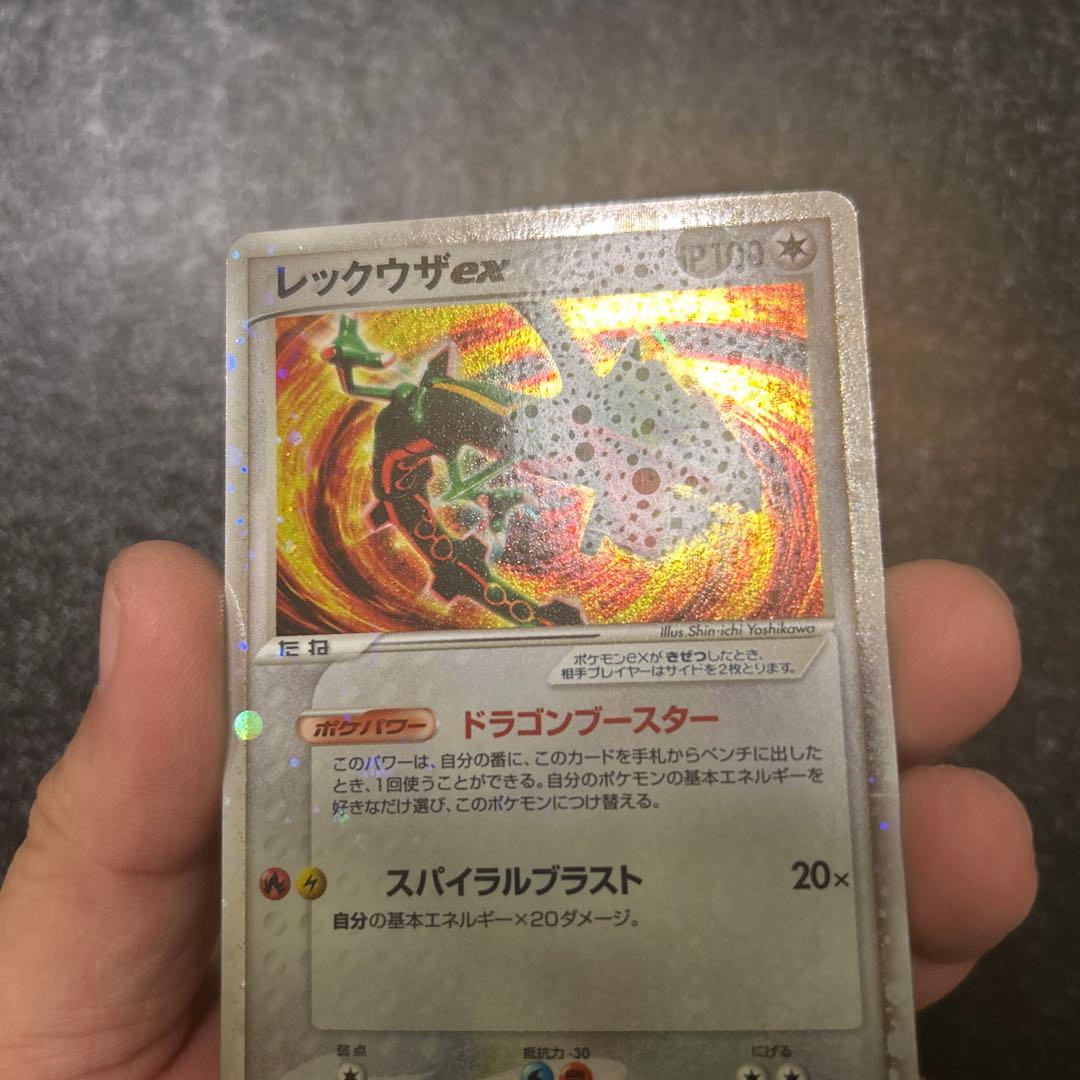 レックウザex HP100
Illus. Shin-ichi Yoshikawa
たね
ポケモンexがきぜつしたとき、
相手プレイヤーはサイドを2枚とります。
ポケパワー ドラゴンブースター
このパワーは、自分の番に、このカードを手札からベンチに出した
とき、1回使うことができる。自分のポケモンの基本エネルギーを
好きなだけ選び、このポケモンにつけ替える。
スパイラルブラスト 20×
自分の基本エネルギー×20ダメージ。
弱点 抵抗力 -30 にげる